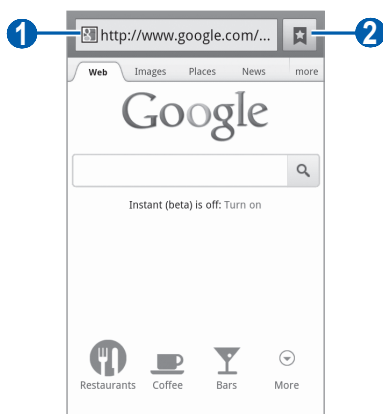 1
http://www.google.com/...
2
Web Images Places News more
Google
Instant (beta) is off: Turn on
Restaurants Coffee Bars More